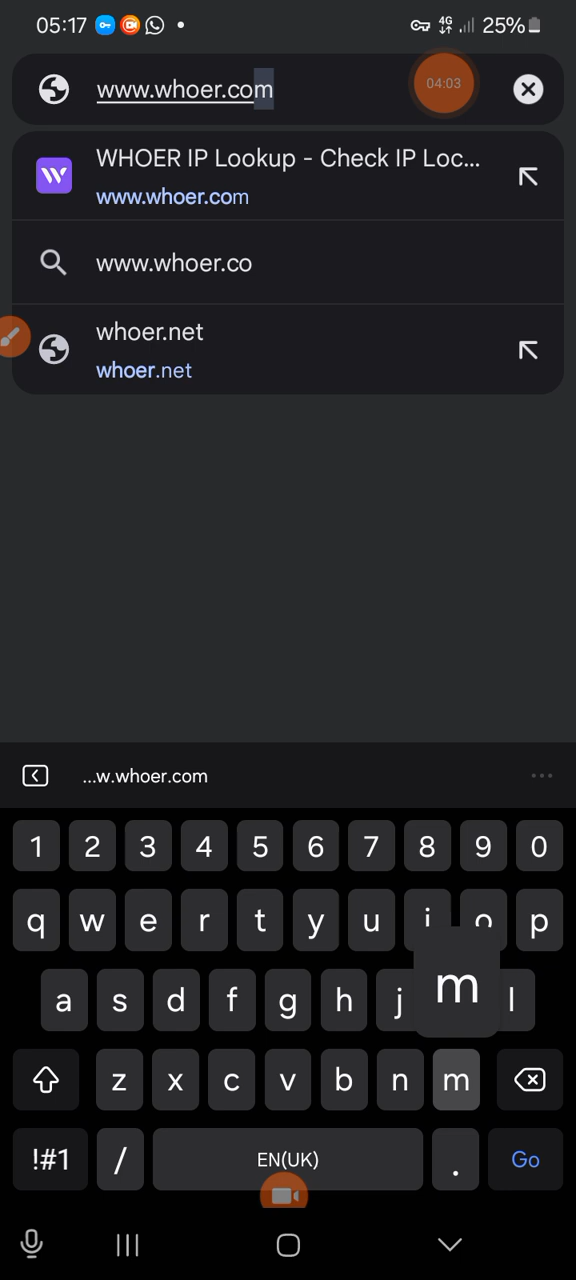 05:17 4G 25%
www.whoer.com
04:03
WHOER IP Lookup - Check IP Loc...
www.whoer.com
www.whoer.co
whoer.net
whoer.net
...w.whoer.com
1 2 3 4 5 6 7 8 9 0
q w e r t y u i o p
a s d f g h j l
m
z x c v b n m
!#1 / EN(UK) . Go